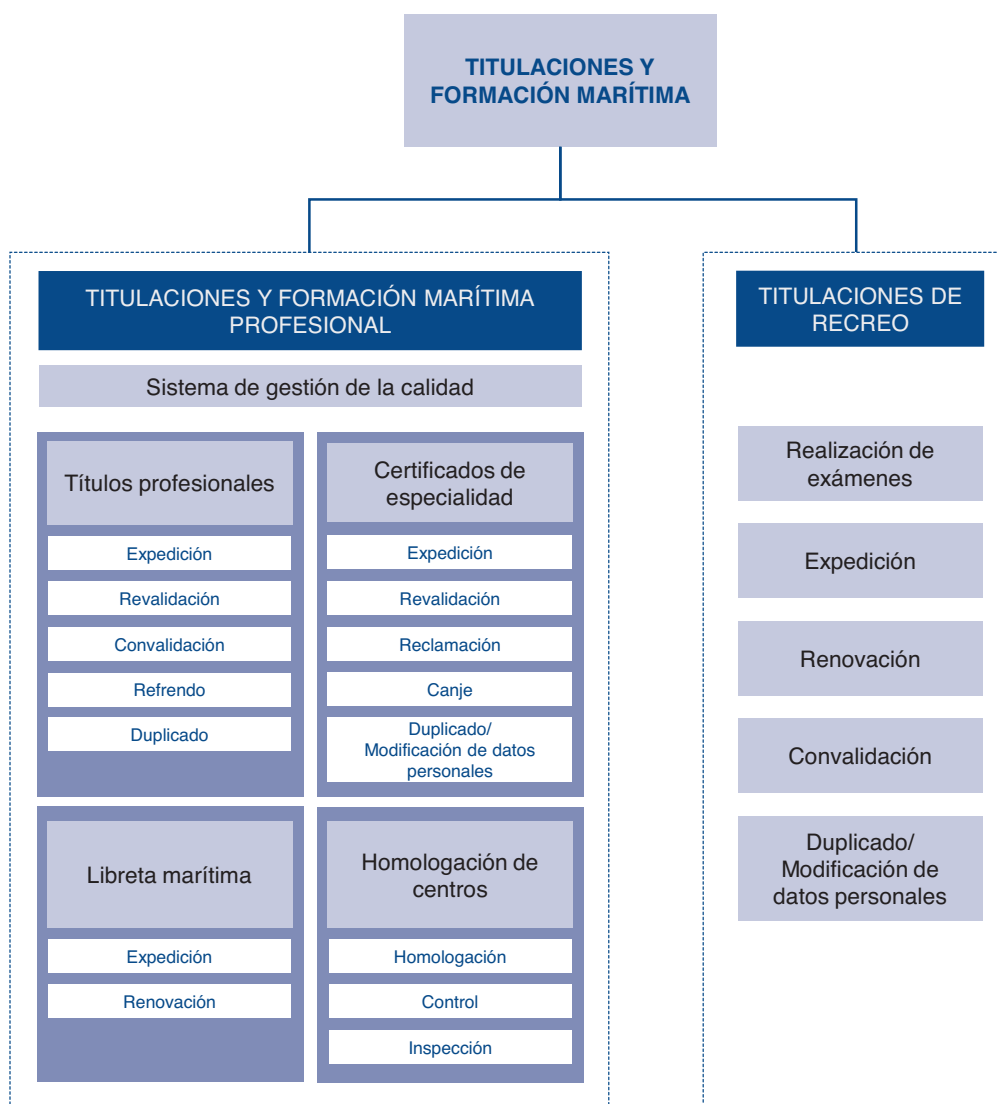 TITULACIONES Y
FORMACIÓN MARÍTIMA
TITULACIONES Y FORMACIÓN MARÍTIMA
PROFESIONAL
Sistema de gestión de la calidad
Títulos profesionales
Expedición
Revalidación
Convalidación
Refrendo
Duplicado
Certificados de
especialidad
Expedición
Revalidación
Reclamación
Canje
Duplicado/
Modificación de datos
personales
Libreta marítima
Expedición
Renovación
Homologación de
centros
Homologación
Control
Inspección
TITULACIONES DE
RECREO
Realización de
exámenes
Expedición
Renovación
Convalidación
Duplicado/
Modificación de
datos personales